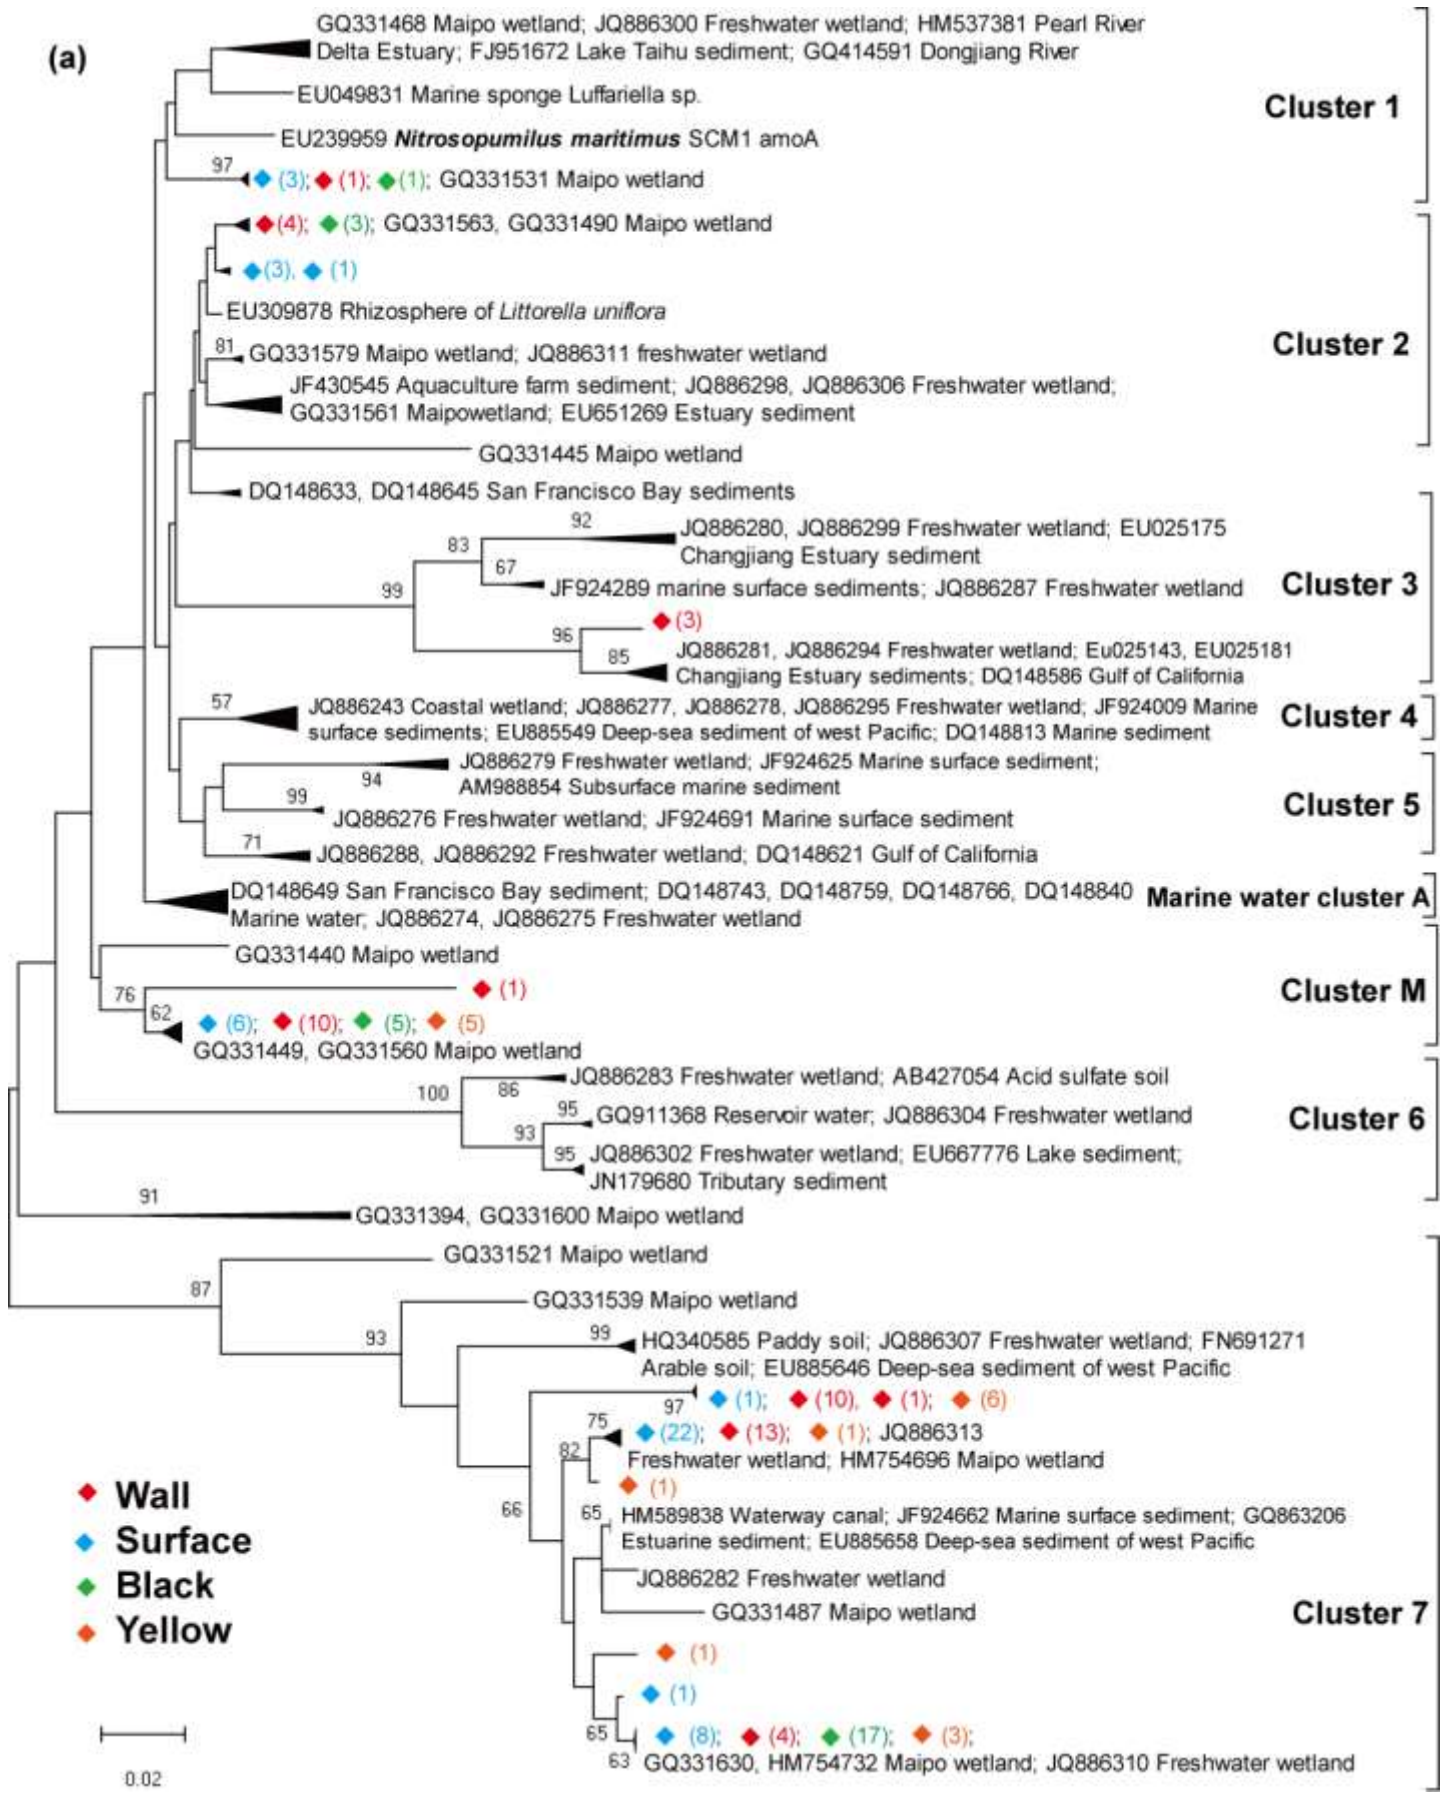 (a)
GQ331468 Maipo wetland; JQ886300 Freshwater wetland; HM537381 Pearl River
Delta Estuary; FJ951672 Lake Taihu sediment; GQ414591 Dongjiang River
EU049831 Marine sponge Luffariella sp.
Cluster 1
EU239959 Nitrosopumilus maritimus SCM1 amoA
97
(3); (1); (1); GQ331531 Maipo wetland
(4); (3); GQ331563, GQ331490 Maipo wetland
(3), (1)
EU309878 Rhizosphere of Littorella uniflora
Cluster 2
81
GQ331579 Maipo wetland; JQ886311 freshwater wetland
JF430545 Aquaculture farm sediment; JQ886298, JQ886306 Freshwater wetland;
GQ331561 Maipowetland; EU651269 Estuary sediment
GQ331445 Maipo wetland
DQ148633, DQ148645 San Francisco Bay sediments
92
JQ886280, JQ886299 Freshwater wetland; EU025175
Changjiang Estuary sediment
83
67
JF924289 marine surface sediments; JQ886287 Freshwater wetland
Cluster 3
99
(3)
96
85
JQ886281, JQ886294 Freshwater wetland; Eu025143, EU025181
Changjiang Estuary sediments; DQ148586 Gulf of California
57
JQ886243 Coastal wetland; JQ886277, JQ886278, JQ886295 Freshwater wetland; JF924009 Marine
surface sediments; EU885549 Deep-sea sediment of west Pacific; DQ148813 Marine sediment
Cluster 4
JQ886279 Freshwater wetland; JF924625 Marine surface sediment;
94
AM988854 Subsurface marine sediment
Cluster 5
99
JQ886276 Freshwater wetland; JF924691 Marine surface sediment
71
JQ886288, JQ886292 Freshwater wetland; DQ148621 Gulf of California
DQ148649 San Francisco Bay sediment; DQ148743, DQ148759, DQ148766, DQ148840
Marine water; JQ886274, JQ886275 Freshwater wetland
Marine water cluster A
GQ331440 Maipo wetland
76
(1)
Cluster M
62
(6); (10); (5); (5)
GQ331449, GQ331560 Maipo wetland
100
86
JQ886283 Freshwater wetland; AB427054 Acid sulfate soil
95
GQ911368 Reservoir water; JQ886304 Freshwater wetland
Cluster 6
93
95
JQ886302 Freshwater wetland; EU667776 Lake sediment;
JN179680 Tributary sediment
91
GQ331394, GQ331600 Maipo wetland
GQ331521 Maipo wetland
87
GQ331539 Maipo wetland
93
99
HQ340585 Paddy soil; JQ886307 Freshwater wetland; FN691271
Arable soil; EU885646 Deep-sea sediment of west Pacific
97
(1); (10), (1); (6)
75
(22); (13); (1); JQ886313
82
Freshwater wetland; HM754696 Maipo wetland
(1)
66
65
HM589838 Waterway canal; JF924662 Marine surface sediment; GQ863206
Estuarine sediment; EU885658 Deep-sea sediment of west Pacific
JQ886282 Freshwater wetland
GQ331487 Maipo wetland
Cluster 7
(1)
(1)
65
(8); (4); (17); (3);
63
GQ331630, HM754732 Maipo wetland; JQ886310 Freshwater wetland
Wall
Surface
Black
Yellow
0.02